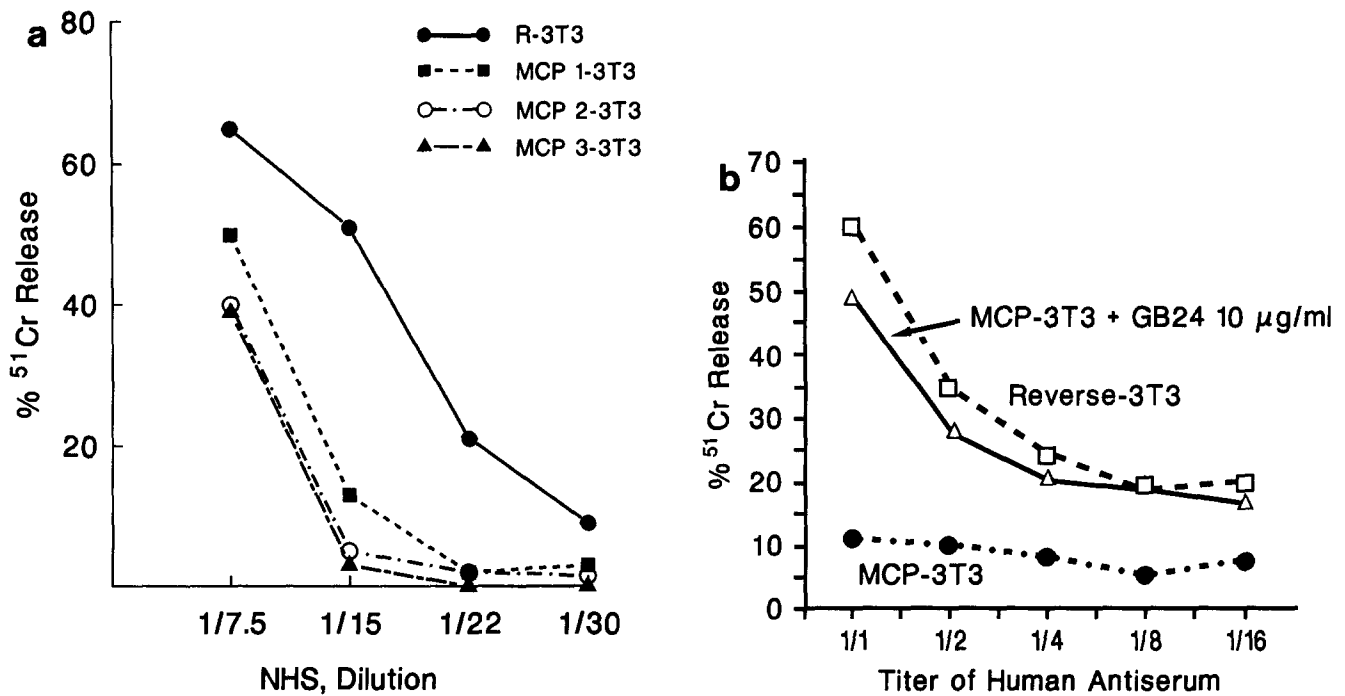 a
80
60
40
20
% 51Cr Release
R-3T3
MCP 1-3T3
MCP 2-3T3
MCP 3-3T3
1/7.5 1/15 1/22 1/30
NHS, Dilution
b
70
60
50
40
30
20
10
0
% 51Cr Release
MCP-3T3 + GB24 10 μg/ml
Reverse-3T3
MCP-3T3
1/1 1/2 1/4 1/8 1/16
Titer of Human Antiserum